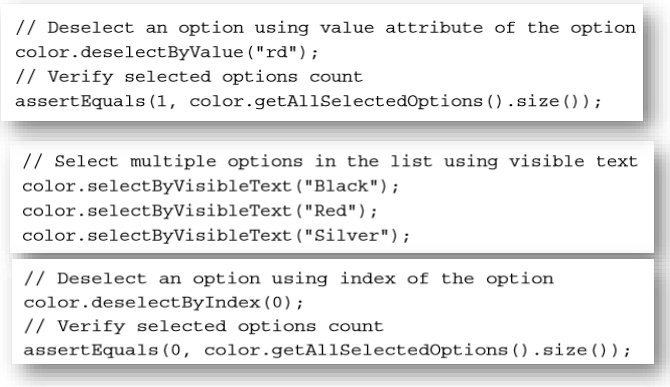 // Deselect an option using value attribute of the option
color.deselectByValue("rd");
// Verify selected options count
assertEquals(1, color.getAllSelectedOptions().size());
// Select multiple options in the list using visible text
color.selectByVisibleText("Black");
color.selectByVisibleText("Red");
color.selectByVisibleText("Silver");
// Deselect an option using index of the option
color.deselectByIndex(0);
// Verify selected options count
assertEquals(0, color.getAllSelectedOptions().size());